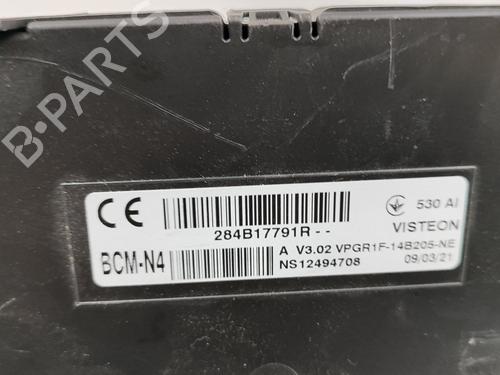 B-PARTS
CE 530 AI
284B17791R - - VISTEON
BCM-N4 A V3.02 VPGR1F-14B205-NE
NS12494708 09/03/21